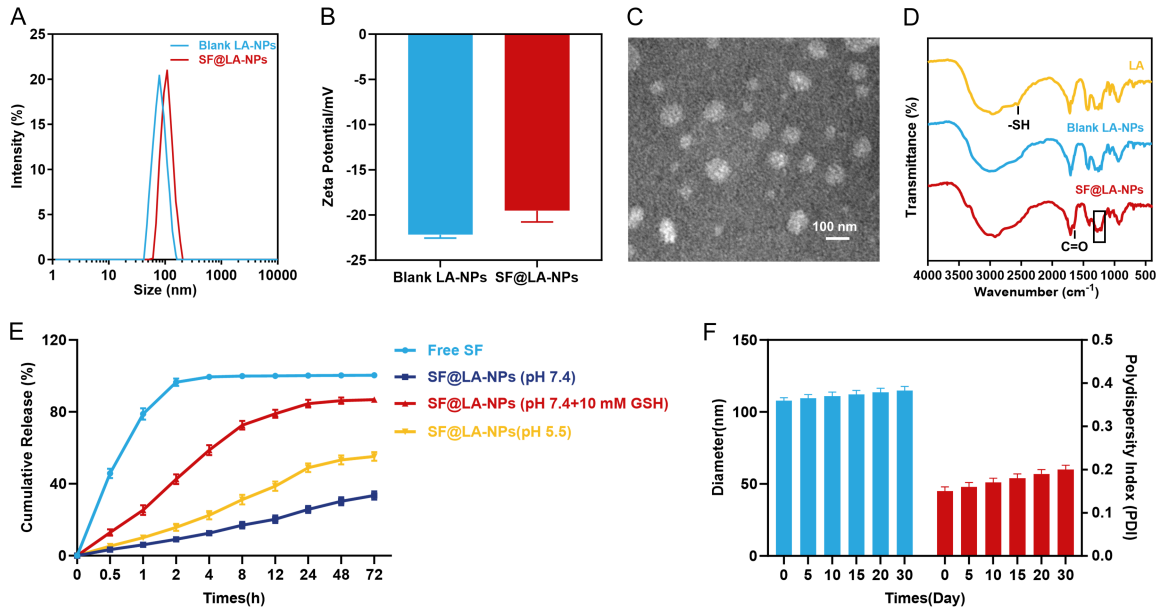 A
Intensity (%)
25
20
15
10
5
0
Blank LA-NPs
SF@LA-NPs
1 10 100 1000 10000
Size (nm)
B
Zeta Potential/mV
0
-5
-10
-15
-20
-25
Blank LA-NPs SF@LA-NPs
C
100 nm
D
Transmittance (%)
LA
-SH
Blank LA-NPs
SF@LA-NPs
C=O
4000 3500 3000 2500 2000 1500 1000 500
Wavenumber (cm⁻¹)
E
Cumulative Release (%)
120
80
40
0
0 0.5 1 2 4 8 12 24 48 72
Times(h)
Free SF
SF@LA-NPs (pH 7.4)
SF@LA-NPs (pH 7.4+10 mM GSH)
SF@LA-NPs(pH 5.5)
F
Diameter(nm)
150
100
50
0
0 5 10 15 20 30 0 5 10 15 20 30
Times(Day)
0.5
0.4
0.3
0.2
0.1
0.0
Polydispersity Index (PDI)